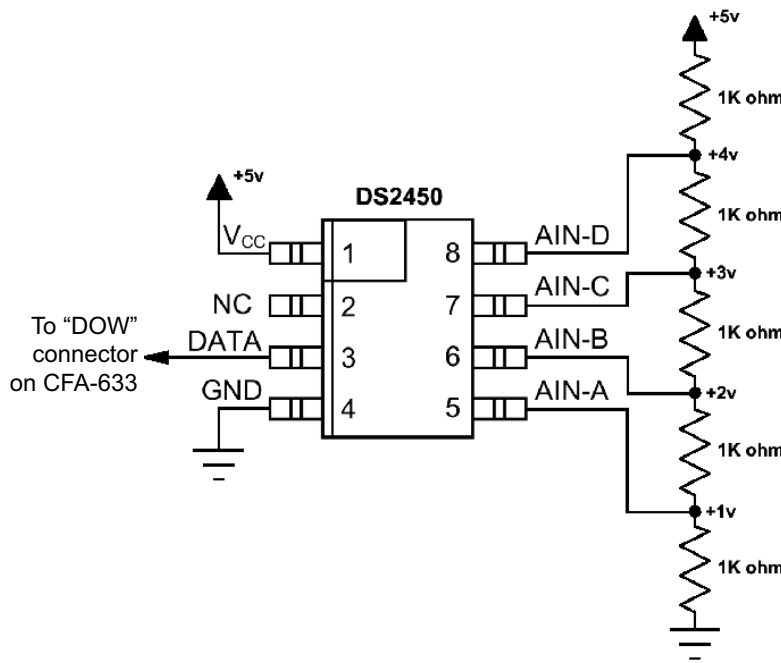 +5v
1K ohm
+4v
+5v
DS2450
1K ohm
VCC
1
8
AIN-D
+3v
NC
2
7
AIN-C
To “DOW”
connector
on CFA-633
DATA
3
6
AIN-B
1K ohm
+2v
GND
4
5
AIN-A
1K ohm
+1v
1K ohm